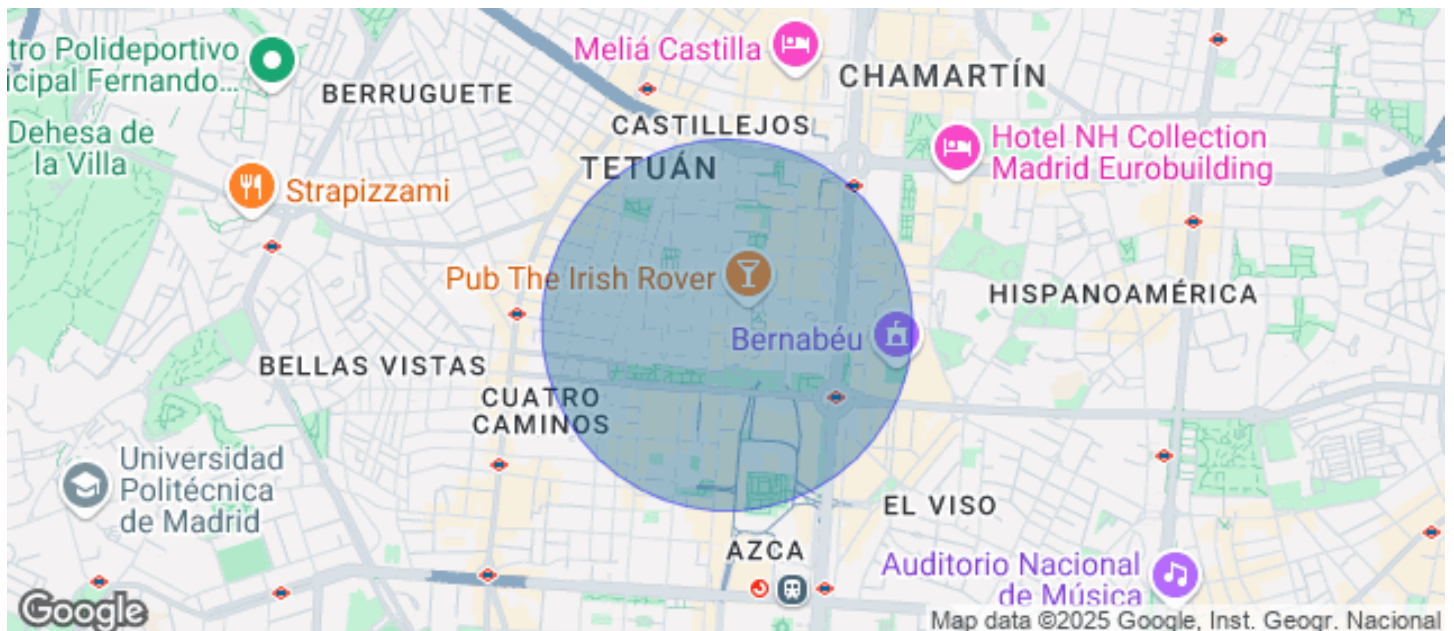 tro Polideportivo
icipal Fernando...
Meliá Castilla
BERRUGUETE
CHAMARTÍN
CASTILLEJOS
Dehesa de
la Villa
TETUÁN
Hotel NH Collection
Madrid Eurobuilding
Strapizzami
Pub The Irish Rover
HISPANOAMÉRICA
Bernabéu
BELLAS VISTAS
CUATRO
CAMINOS
Universidad
Politécnica
de Madrid
EL VISO
AZCA
Auditorio Nacional
de Música
Google
Map data ©2025 Google, Inst. Geogr. Nacional